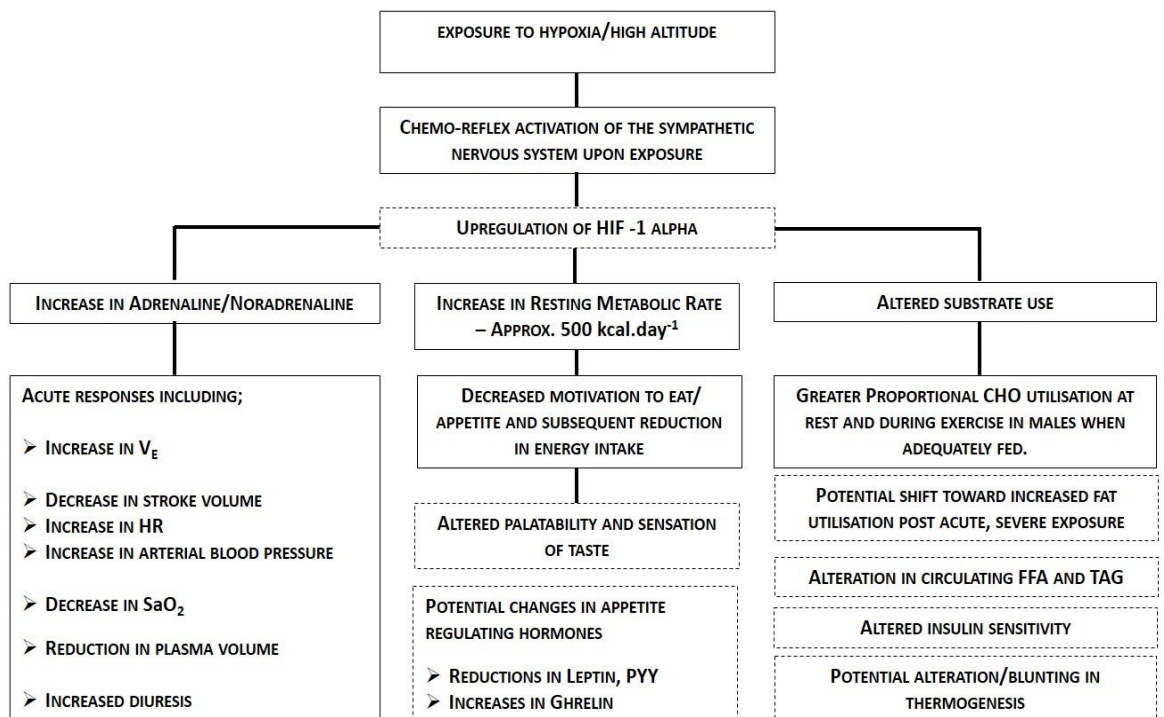 EXPOSURE TO HYPOXIA/HIGH ALTITUDE
CHEMO-REFLEX ACTIVATION OF THE SYMPATHETIC
NERVOUS SYSTEM UPON EXPOSURE
UPREGULATION OF HIF -1 ALPHA
INCREASE IN ADRENALINE/NORADRENALINE
ACUTE RESPONSES INCLUDING;
➢ INCREASE IN VE
➢ DECREASE IN STROKE VOLUME
➢ INCREASE IN HR
➢ INCREASE IN ARTERIAL BLOOD PRESSURE
➢ DECREASE IN SaO2
➢ REDUCTION IN PLASMA VOLUME
➢ INCREASED DIURESIS
INCREASE IN RESTING METABOLIC RATE
– APPROX. 500 kcal.day-1
DECREASED MOTIVATION TO EAT/
APPETITE AND SUBSEQUENT REDUCTION
IN ENERGY INTAKE
ALTERED PALATABILITY AND SENSATION
OF TASTE
POTENTIAL CHANGES IN APPETITE
REGULATING HORMONES
➢ REDUCTIONS IN LEPTIN, PYY
➢ INCREASES IN GHRELIN
ALTERED SUBSTRATE USE
GREATER PROPORTIONAL CHO UTILISATION AT
REST AND DURING EXERCISE IN MALES WHEN
ADEQUATELY FED.
POTENTIAL SHIFT TOWARD INCREASED FAT
UTILISATION POST ACUTE, SEVERE EXPOSURE
ALTERATION IN CIRCULATING FFA AND TAG
ALTERED INSULIN SENSITIVITY
POTENTIAL ALTERATION/BLUNTING IN
THERMOGENESIS